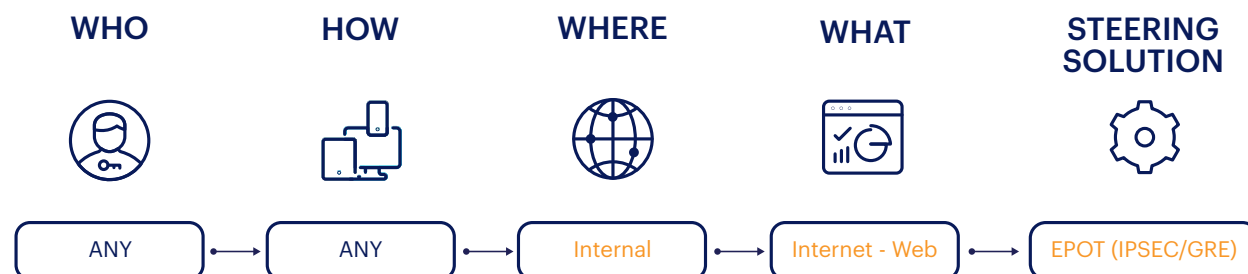 WHO
HOW
WHERE
WHAT
STEERING
SOLUTION
ANY
ANY
Internal
Internet - Web
EPOT (IPSEC/GRE)